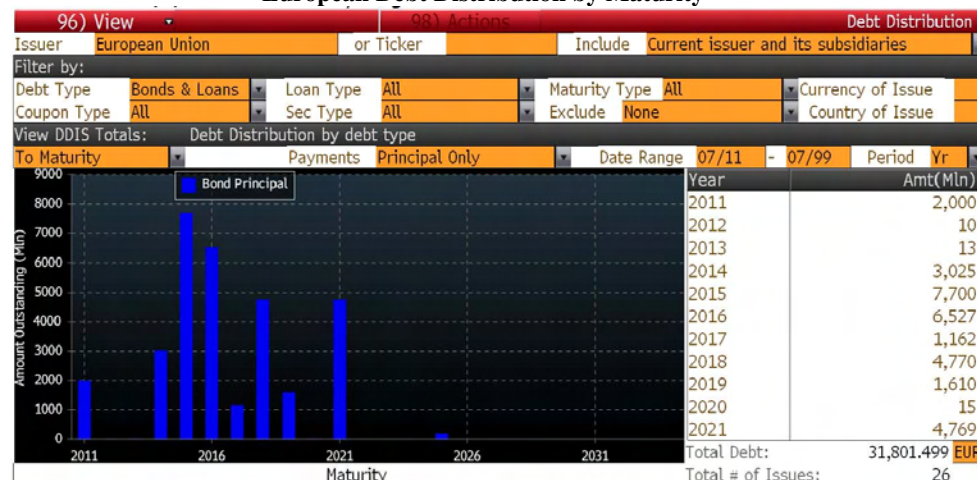 European Debt Distribution by Maturity
96) View 98) Actions Debt Distribution
Issuer European Union or Ticker Include Current issuer and its subsidiaries
Filter by:
Debt Type Bonds & Loans Loan Type All Maturity Type All Currency of Issue
Coupon Type All Sec Type All Exclude None Country of Issue
View DDIS Totals: Debt Distribution by debt type
To Maturity Payments Principal Only Date Range 07/11 - 07/99 Period Yr
Bond Principal
Amount Outstanding (Mln)
9000
8000
7000
6000
5000
4000
3000
2000
1000
0
2011 2016 2021 2026 2031
Maturity
Year Amt(Mln)
2011 2,000
2012 10
2013 13
2014 3,025
2015 7,700
2016 6,527
2017 1,162
2018 4,770
2019 1,610
2020 15
2021 4,769
Total Debt: 31,801.499 EUR
Total # of Issues: 26